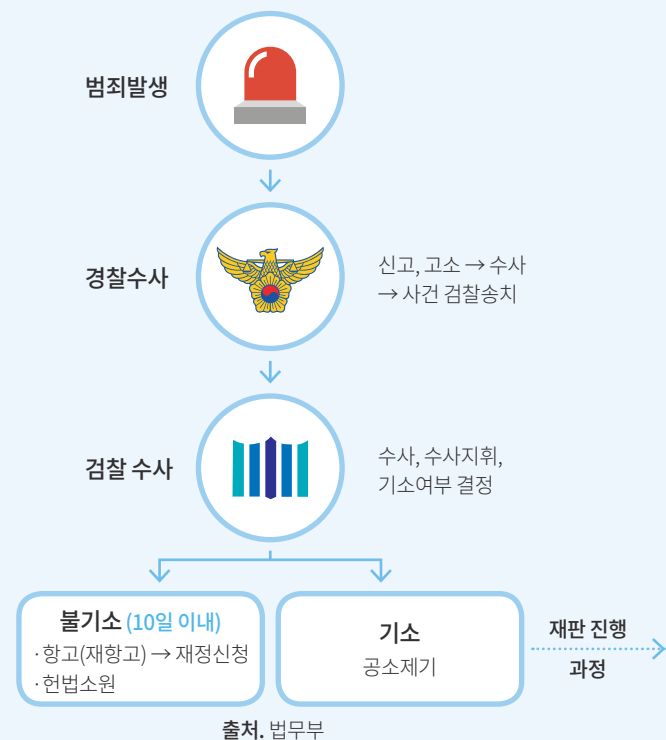 범죄발생
경찰수사
신고, 고소 → 수사
→ 사건 검찰송치
검찰 수사
수사, 수사지휘,
기소여부 결정
불기소 (10일 이내)
·항고(재항고) → 재정신청
·헌법소원
기소
공소제기
재판 진행
과정
출처. 법무부